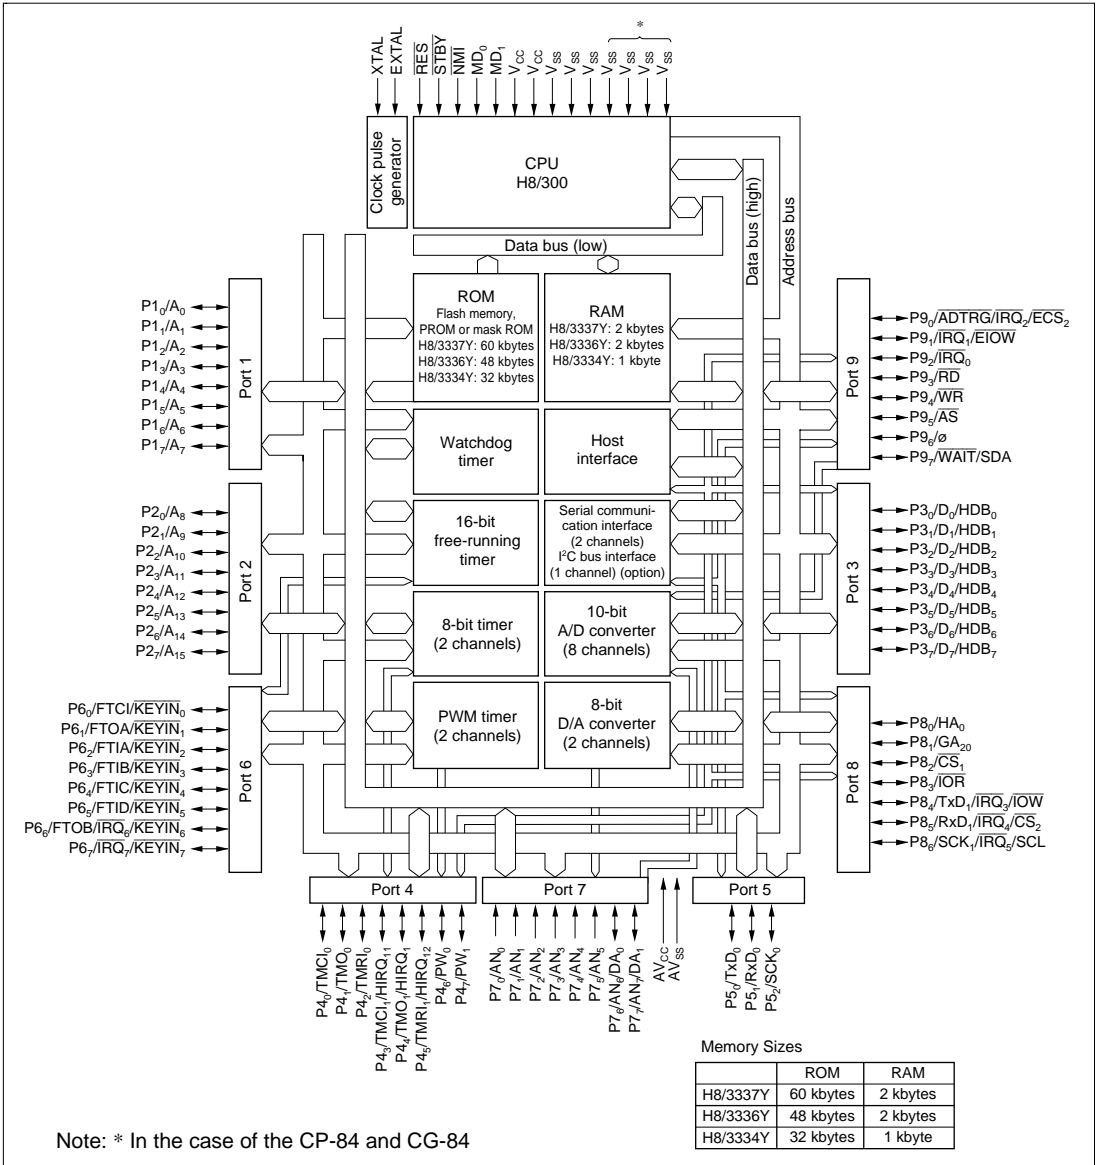 *
XTAL
EXTAL
RES
STBY
NMI
MD0
MD1
VCC
VCC
VSS
VSS
VSS
VSS
VSS
VSS
VSS
Clock pulse
generator
CPU
H8/300
Data bus (low)
Data bus (high)
Address bus
ROM
Flash memory,
PROM or mask ROM
H8/3337Y: 60 kbytes
H8/3336Y: 48 kbytes
H8/3334Y: 32 kbytes
RAM
H8/3337Y: 2 kbytes
H8/3336Y: 2 kbytes
H8/3334Y: 1 kbyte
Watchdog
timer
Host
interface
16-bit
free-running
timer
Serial communi-
cation interface
(2 channels)
I²C bus interface
(1 channel) (option)
8-bit timer
(2 channels)
10-bit
A/D converter
(8 channels)
PWM timer
(2 channels)
8-bit
D/A converter
(2 channels)
P10/A0
P11/A1
P12/A2
P13/A3
P14/A4
P15/A5
P16/A6
P17/A7
Port 1
P20/A8
P21/A9
P22/A10
P23/A11
P24/A12
P25/A13
P26/A14
P27/A15
Port 2
P60/FTCI/KEYIN0
P61/FTOA/KEYIN1
P62/FTIA/KEYIN2
P63/FTIB/KEYIN3
P64/FTIC/KEYIN4
P65/FTID/KEYIN5
P66/FTOB/IRQ6/KEYIN6
P67/IRQ7/KEYIN7
Port 6
Port 9
P90/ADTRG/IRQ2/ECS2
P91/IRQ1/EIOW
P92/IRQ0
P93/RD
P94/WR
P95/AS
P96/ø
P97/WAIT/SDA
Port 3
P30/D0/HDB0
P31/D1/HDB1
P32/D2/HDB2
P33/D3/HDB3
P34/D4/HDB4
P35/D5/HDB5
P36/D6/HDB6
P37/D7/HDB7
Port 8
P80/HA0
P81/GA20
P82/CS1
P83/IOR
P84/TxD1/IRQ3/IOW
P85/RxD1/IRQ4/CS2
P86/SCK1/IRQ5/SCL
Port 4
P40/TMCI0
P41/TMO0
P42/TMRI0
P43/TMCI1/HIRQ11
P44/TMO1/HIRQ1
P45/TMRI1/HIRQ12
P46/PW0
P47/PW1
Port 7
P70/AN0
P71/AN1
P72/AN2
P73/AN3
P74/AN4
P75/AN5
P76/AN6/DA0
P77/AN7/DA1
AVCC
AVSS
Port 5
P50/TxD0
P51/RxD0
P52/SCK0
Memory Sizes
ROM RAM
H8/3337Y 60 kbytes 2 kbytes
H8/3336Y 48 kbytes 2 kbytes
H8/3334Y 32 kbytes 1 kbyte
Note: * In the case of the CP-84 and CG-84